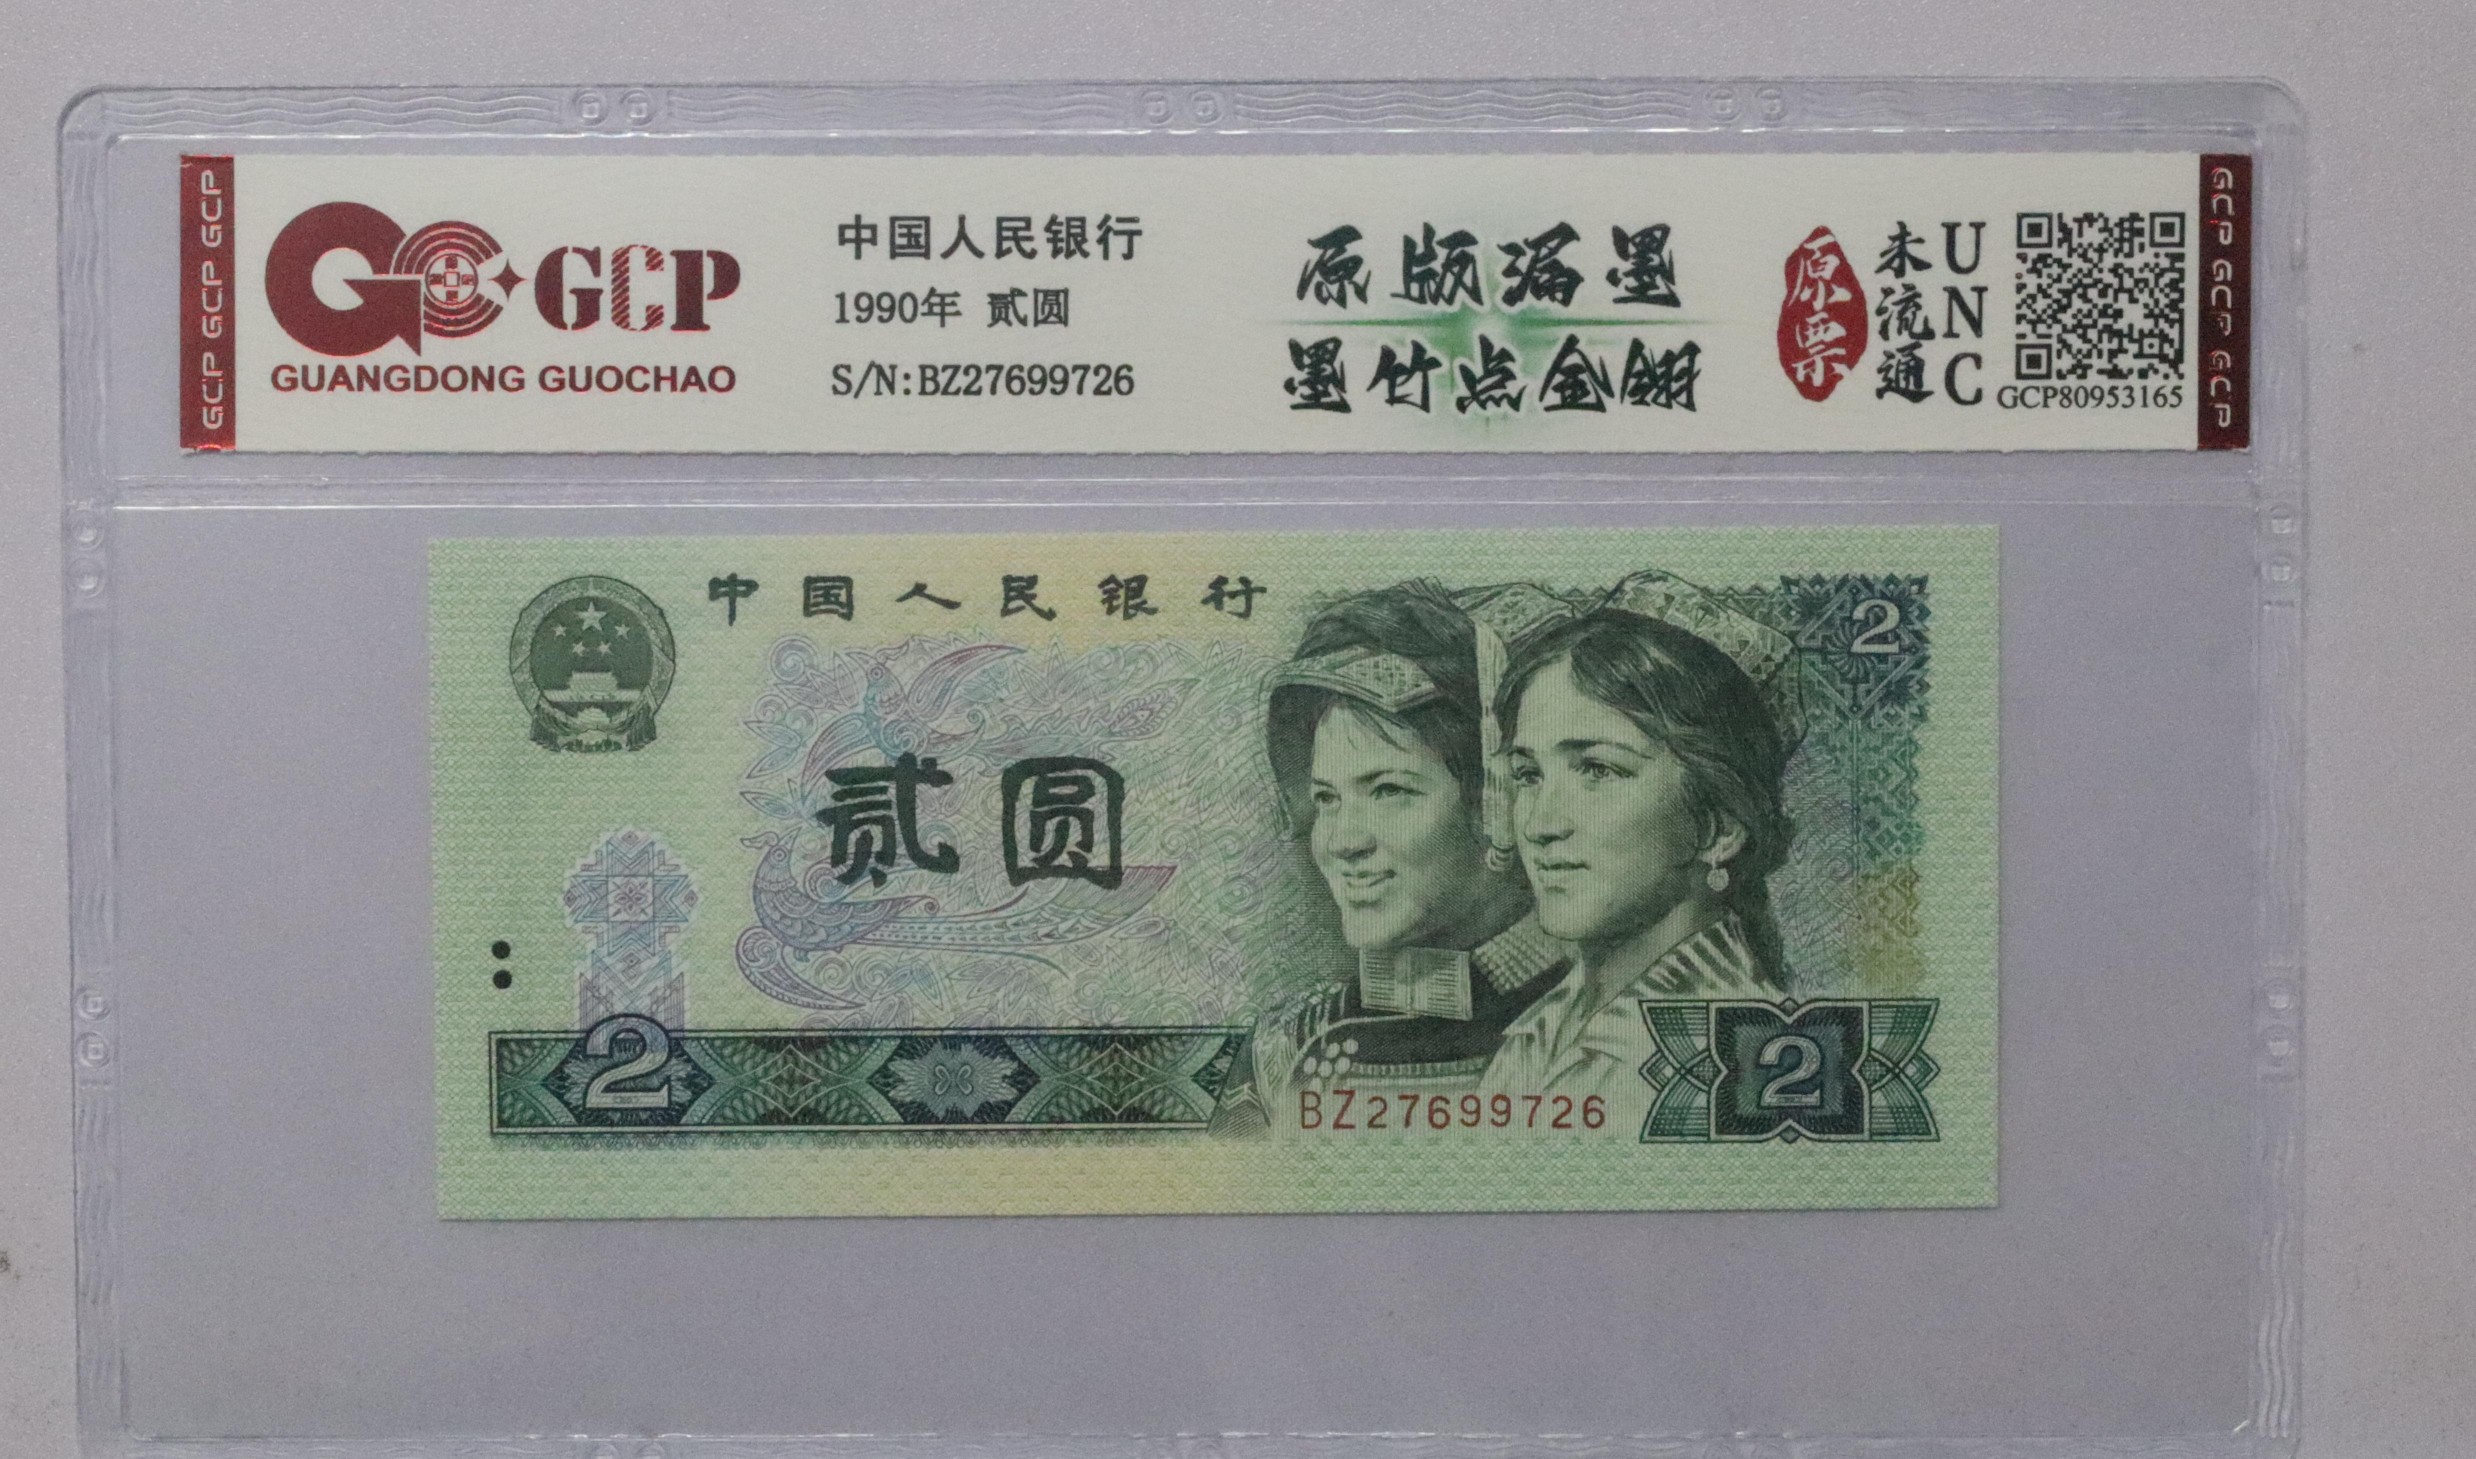 GCP GCP GCP
GCP
GUANGDONG GUOCHAO
中国人民银行
1990年 贰圆
S/N:BZ27699726
原版漏墨
墨竹点金翎
原票
未流通
UNC
GCP80953165
GCP GCP GCP
中国人民银行
2
贰圆
2
BZ27699726
2